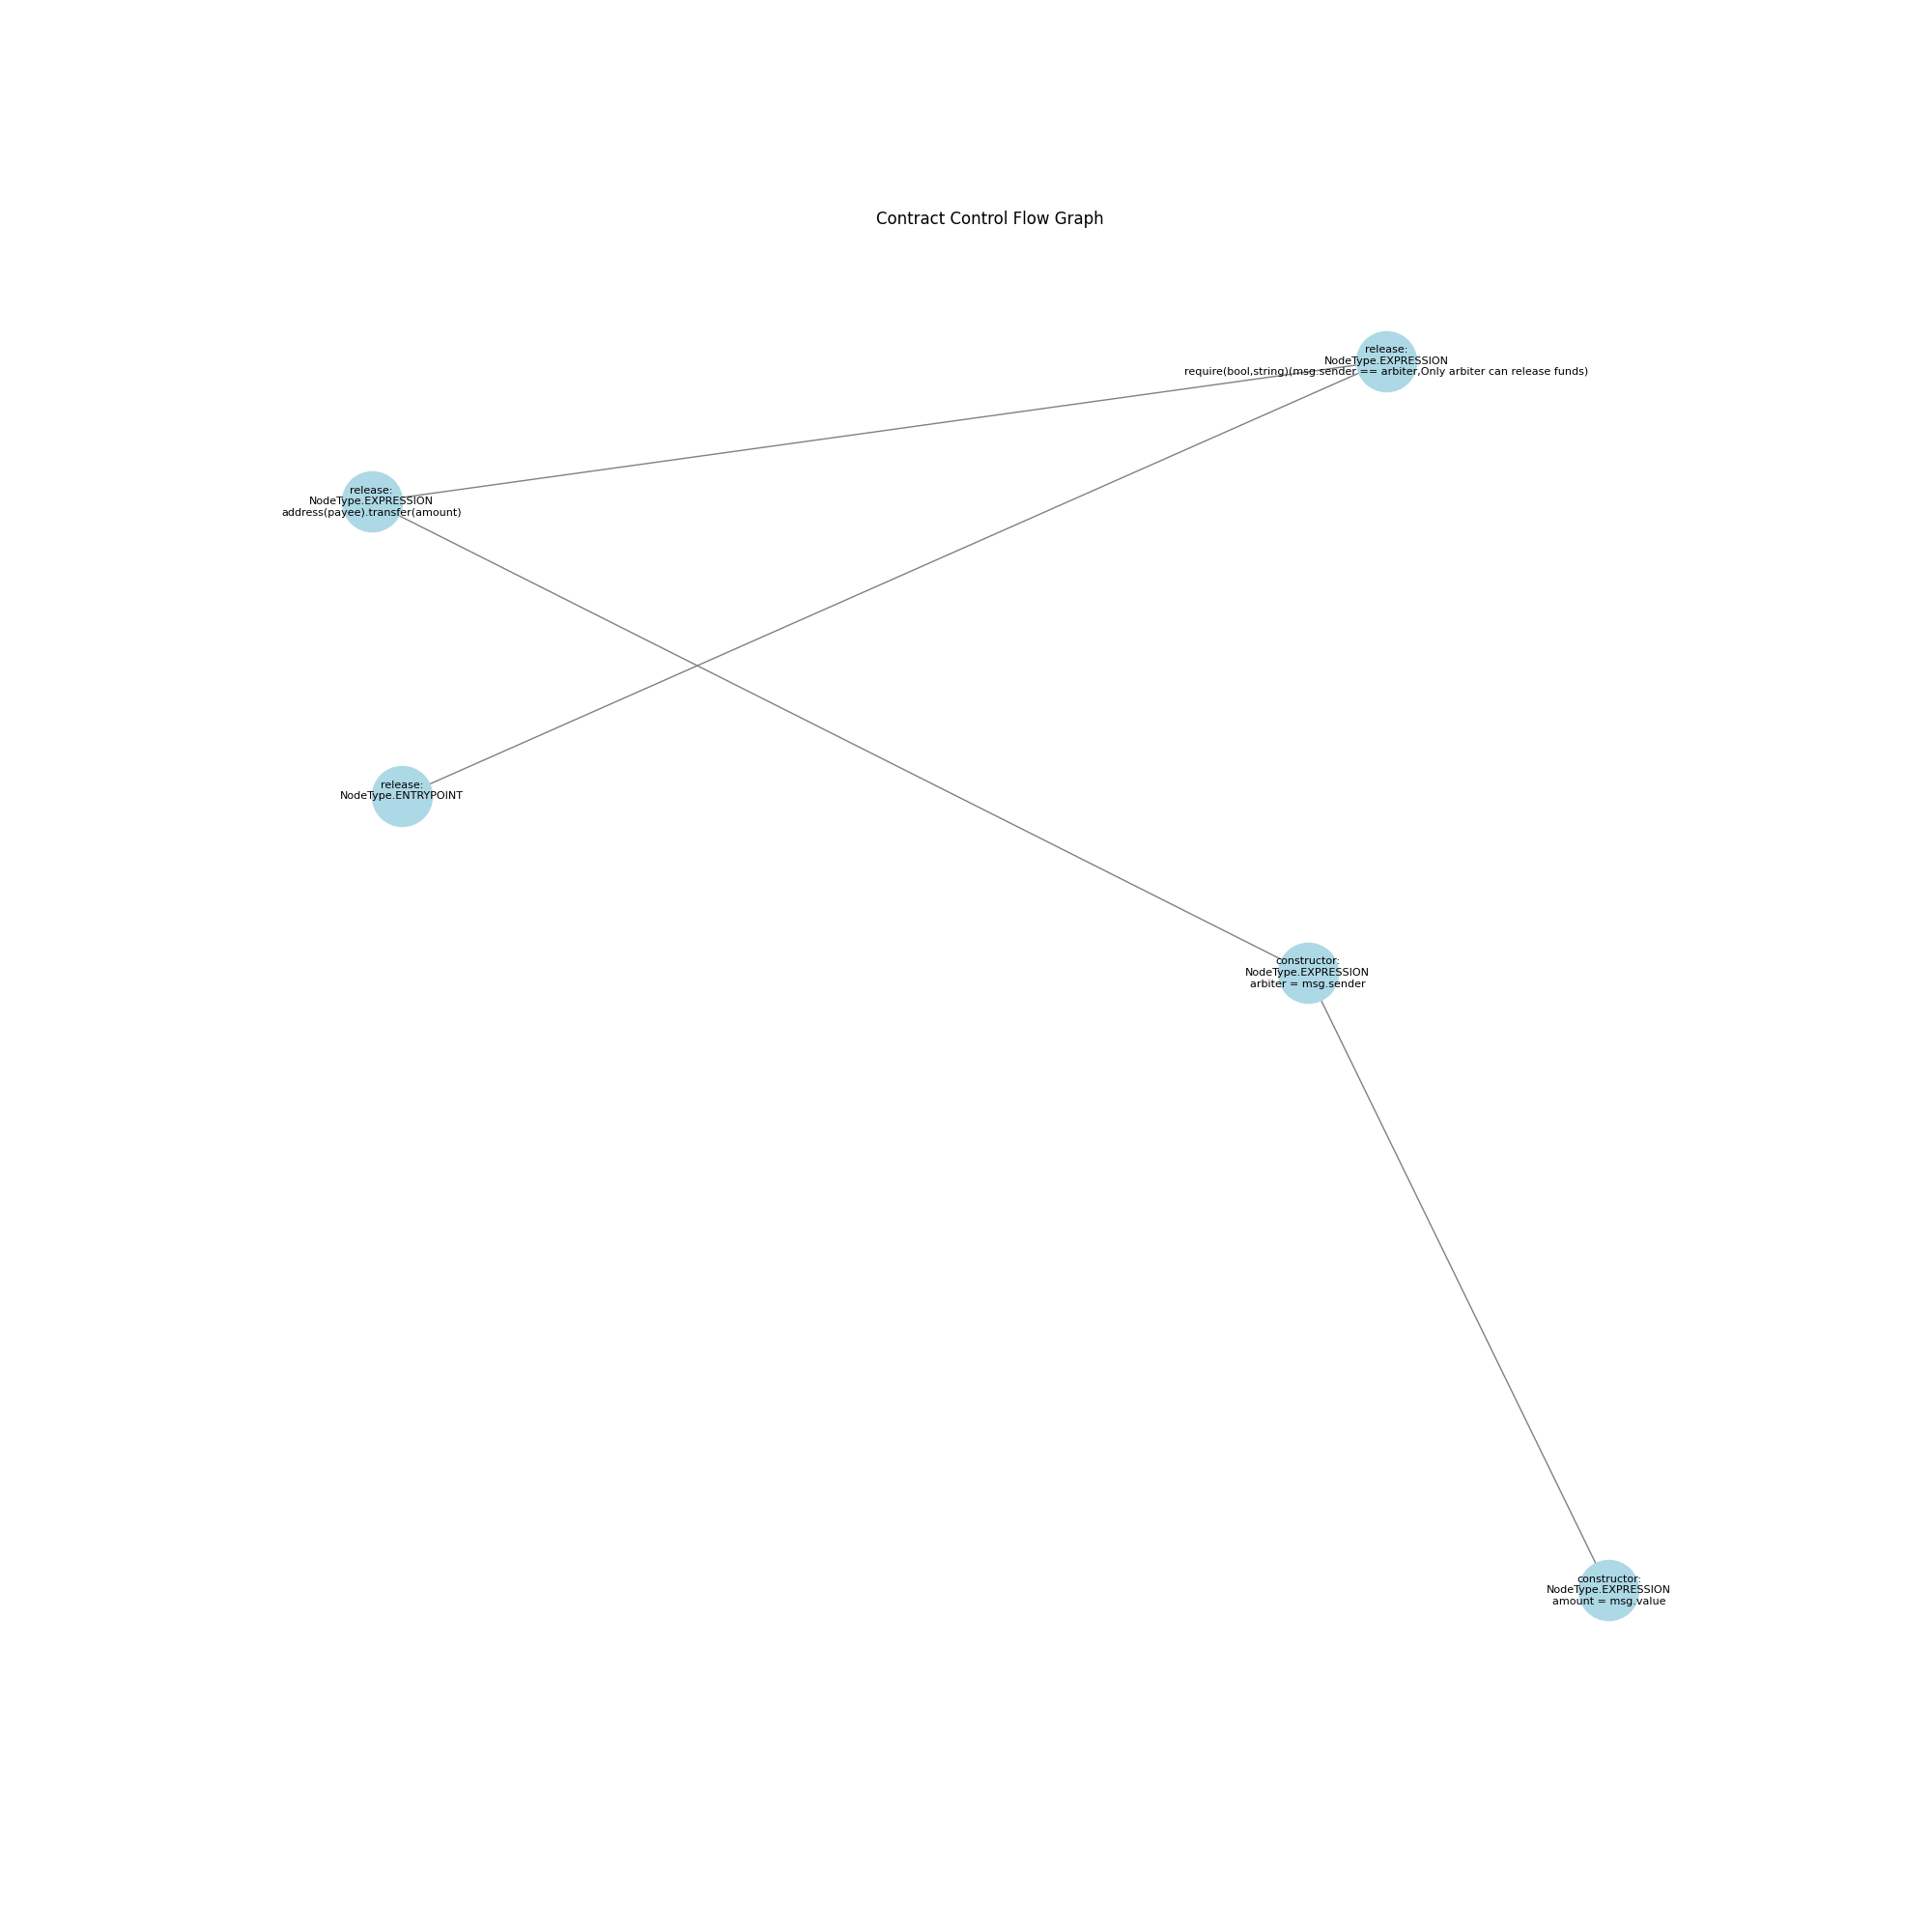 Contract Control Flow Graph
release:
NodeType.EXPRESSION
require(bool,string)(msg.sender == arbiter,Only arbiter can release funds)
release:
NodeType.EXPRESSION
address(payee).transfer(amount)
release:
NodeType.ENTRYPOINT
constructor:
NodeType.EXPRESSION
arbiter = msg.sender
constructor:
NodeType.EXPRESSION
amount = msg.value